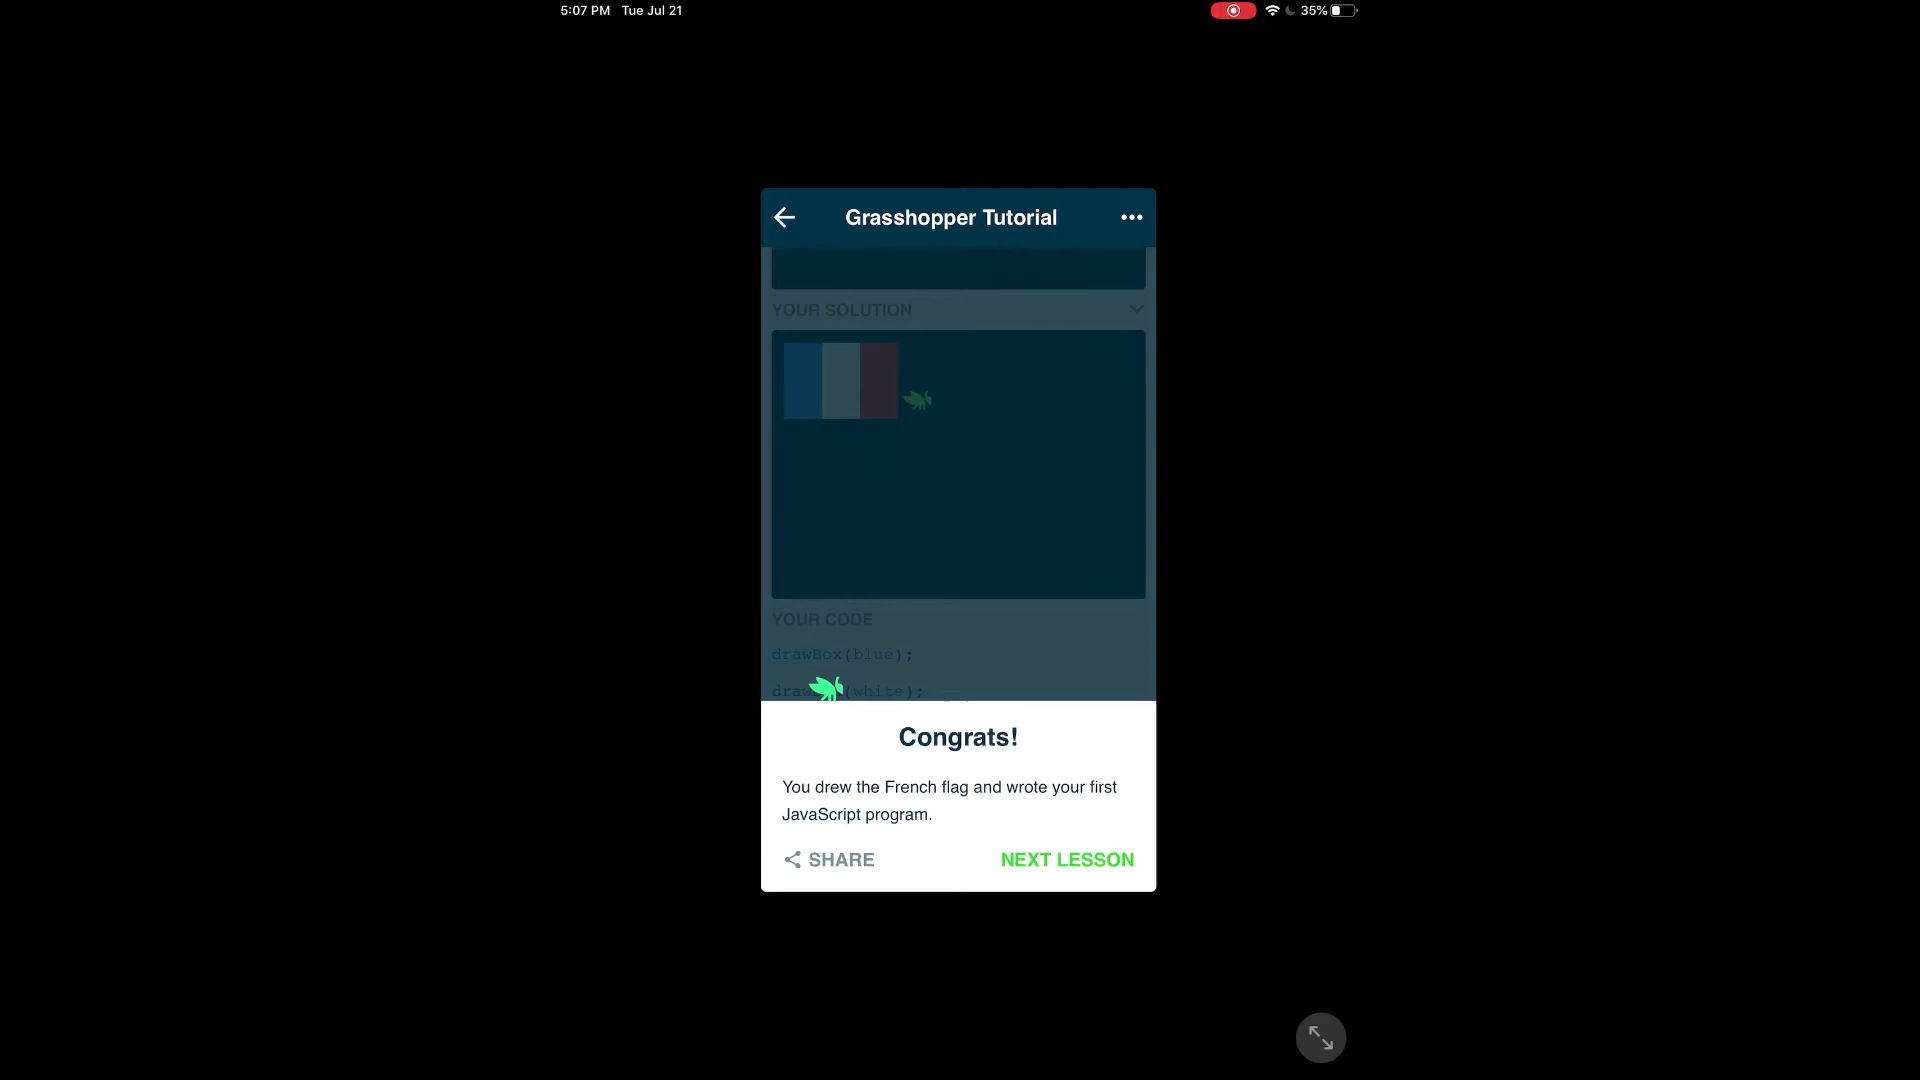 5:07 PM Tue Jul 21
35%
Grasshopper Tutorial
YOUR SOLUTION
YOUR CODE
drawBox(blue);
(white);
Congrats!
You drew the French flag and wrote your first
JavaScript program.
SHARE
NEXT LESSON